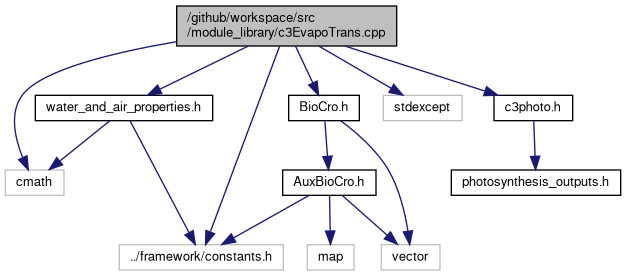 /github/workspace/src
/module_library/c3EvapoTrans.cpp
water_and_air_properties.h
BioCro.h
stdexcept
c3photo.h
cmath
AuxBioCro.h
photosynthesis_outputs.h
../framework/constants.h
map
vector